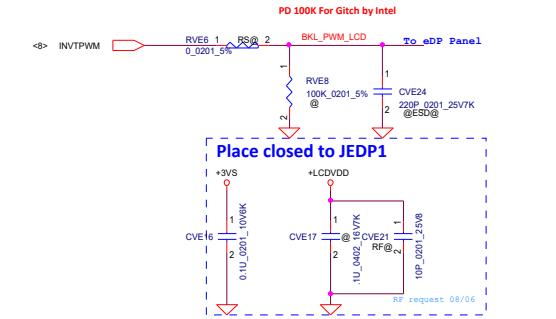 PD 100K For Gitch by Intel
<8> INVTPWM
RVE6 1 RS@ 2
0_0201_5%
BKL_PWM_LCD
To eDP Panel
1
RVE8
100K_0201_5%
@
2
1
CVE24
220P_0201_25V7K
2
@ESD@
Place closed to JEDP1
+3VS
+LCDVDD
1
CVE16
2
0.1U_0201_10V6K
1
CVE17
@
2
.1U_0402_16V7K
1
CVE21
RF@
2
10P_0201_25V8
RF request 08/06